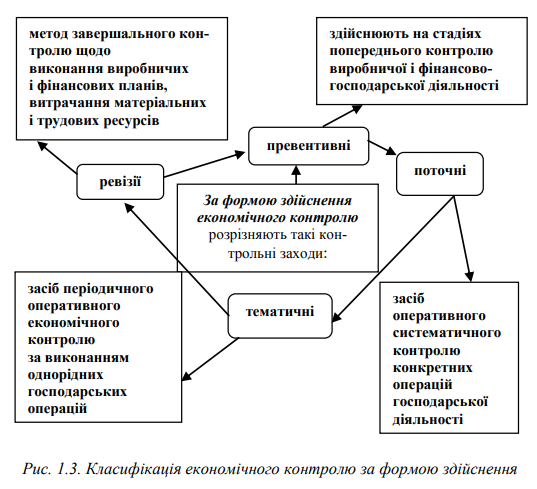 метод завершального кон-
тролю щодо
виконання виробничих
і фінансових планів,
витрачання матеріальних
і трудових ресурсів
здійснюють на стадіях
попереднього контролю
виробничої і фінансово-
господарської діяльності
превентивні
ревізії
поточні
За формою здійснення
економічного контролю
розрізняють такі кон-
трольні заходи:
тематичні
засіб періодичного
оперативного
економічного
контролю
за виконанням
однорідних
господарських
операцій
засіб
оперативного
систематичного
контролю
конкретних
операцій
господарської
діяльності
Рис. 1.3. Класифікація економічного контролю за формою здійснення